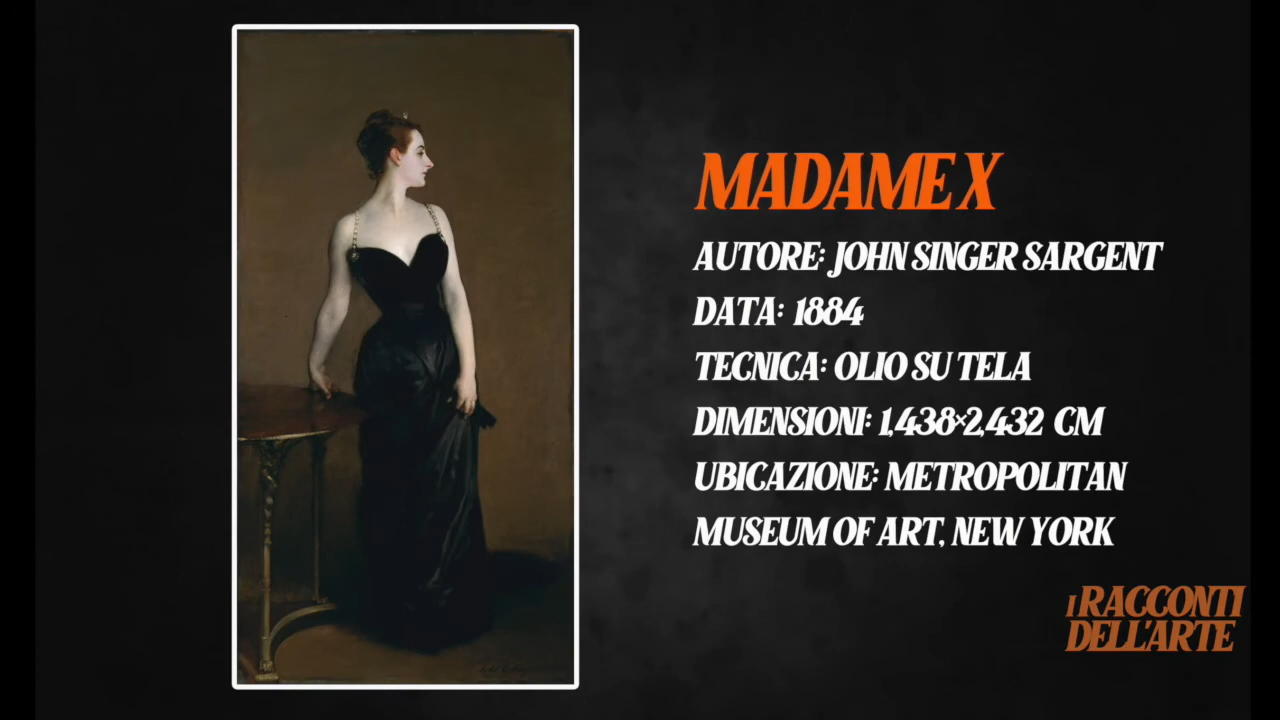 MADAME X
AUTORE: JOHN SINGER SARGENT
DATA: 1884
TECNICA: OLIO SU TELA
DIMENSIONI: 1,438×2,432 CM
UBICAZIONE: METROPOLITAN
MUSEUM OF ART, NEW YORK
I RACCONTI
DELL'ARTE